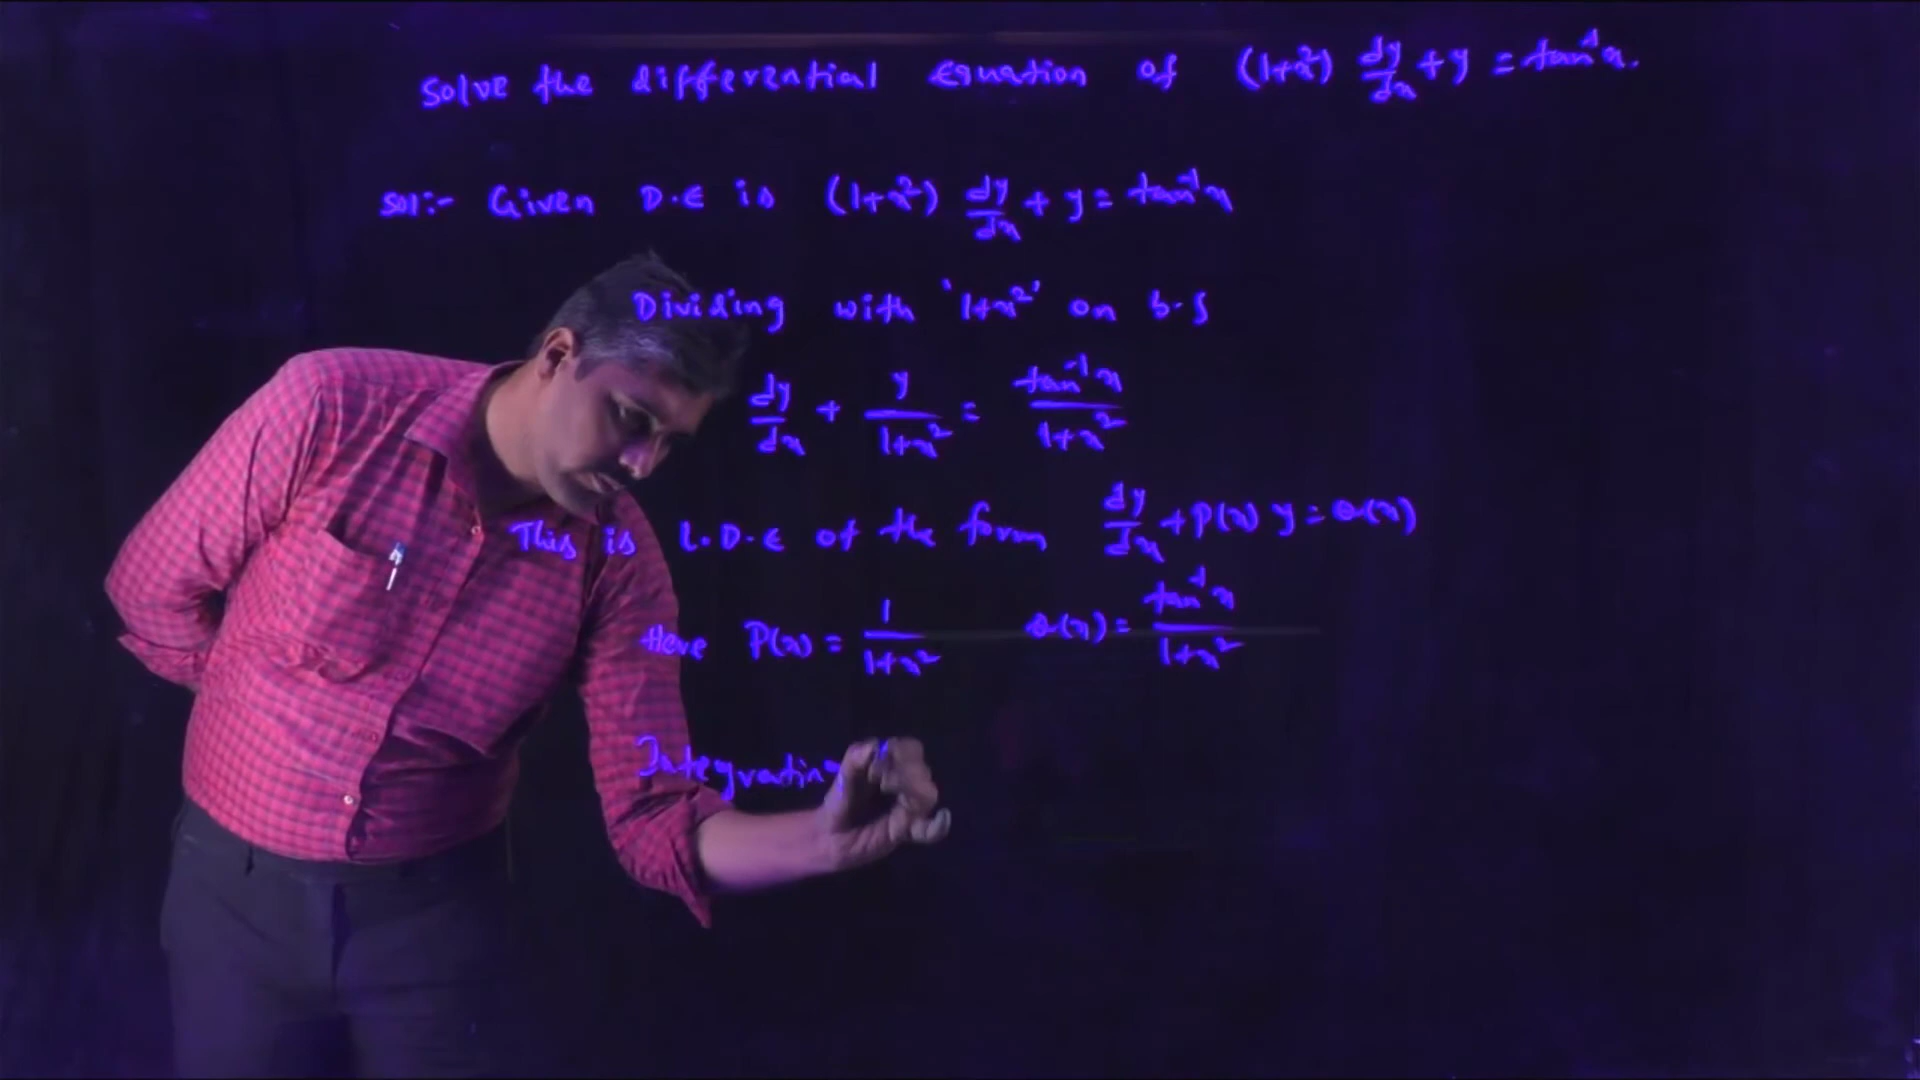 Solve the differential Equation of (1+x²) dy/dx + y = tan⁻¹x.
Sol:- Given D.E is (1+x²) dy/dx + y = tan⁻¹x
Dividing with '1+x²' on b.s
dy/dx + y/1+x² = tan⁻¹x/1+x²
This is L.D.E of the form dy/dx + P(x) y = Q(x)
Here P(x) = 1/1+x² Q(x) = tan⁻¹x/1+x²
Integrating